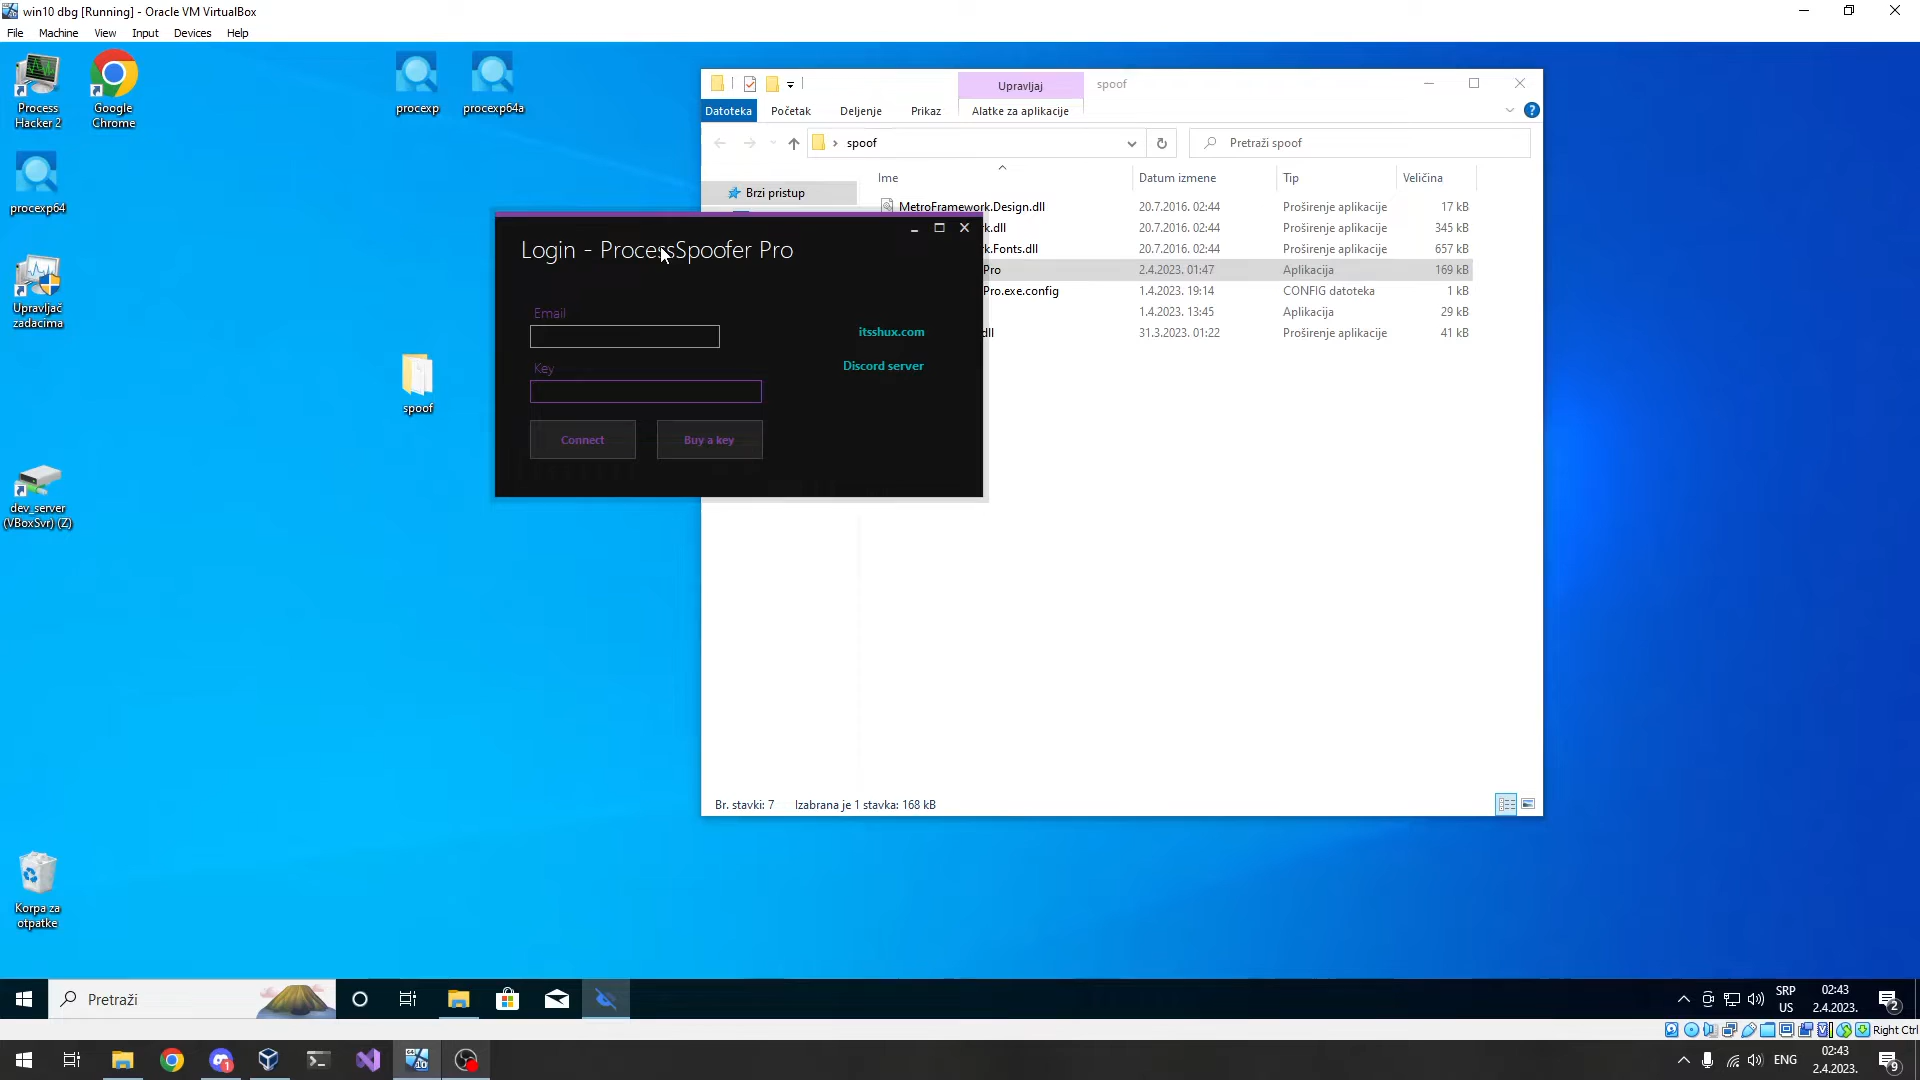 win10 dbg [Running] - Oracle VM VirtualBox
File Machine View Input Devices Help
Process Hacker 2
Google Chrome
procexp
procexp64a
procexp64
Upravljač zadacima
spoof
dev_server (VBoxSvr) (Z)
Korpa za otpatke
Upravljaj
spoof
Datoteka Početak Deljenje Prikaz Alatke za aplikacije
spoof
Pretraži spoof
Brzi pristup
Ime Datum izmene Tip Veličina
MetroFramework.Design.dll 20.7.2016. 02:44 Proširenje aplikacije 17 kB
k.dll 20.7.2016. 02:44 Proširenje aplikacije 345 kB
k.Fonts.dll 20.7.2016. 02:44 Proširenje aplikacije 657 kB
Pro 2.4.2023. 01:47 Aplikacija 169 kB
Pro.exe.config 1.4.2023. 19:14 CONFIG datoteka 1 kB
1.4.2023. 13:45 Aplikacija 29 kB
dll 31.3.2023. 01:22 Proširenje aplikacije 41 kB
Login - ProcessSpoofer Pro
Email
Key
itsshux.com
Discord server
Connect
Buy a key
Br. stavki: 7 Izabrana je 1 stavka: 168 kB
Pretraži
SRP
US
02:43
2.4.2023.
2
Right Ctrl
1
10
ENG
02:43
2.4.2023.
9